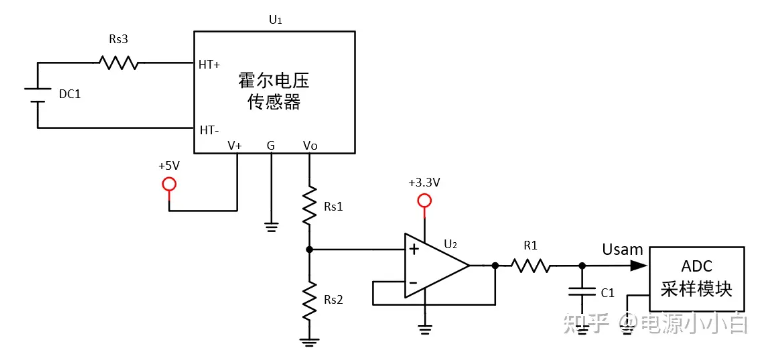 U₁
Rs3
HT+
霍尔电压
传感器
DC1
HT-
V+
G
Vo
+5V
+3.3V
Rs1
U₂
+
-
R1
Usam
ADC
采样模块
Rs2
C1
知乎 @电源小小白